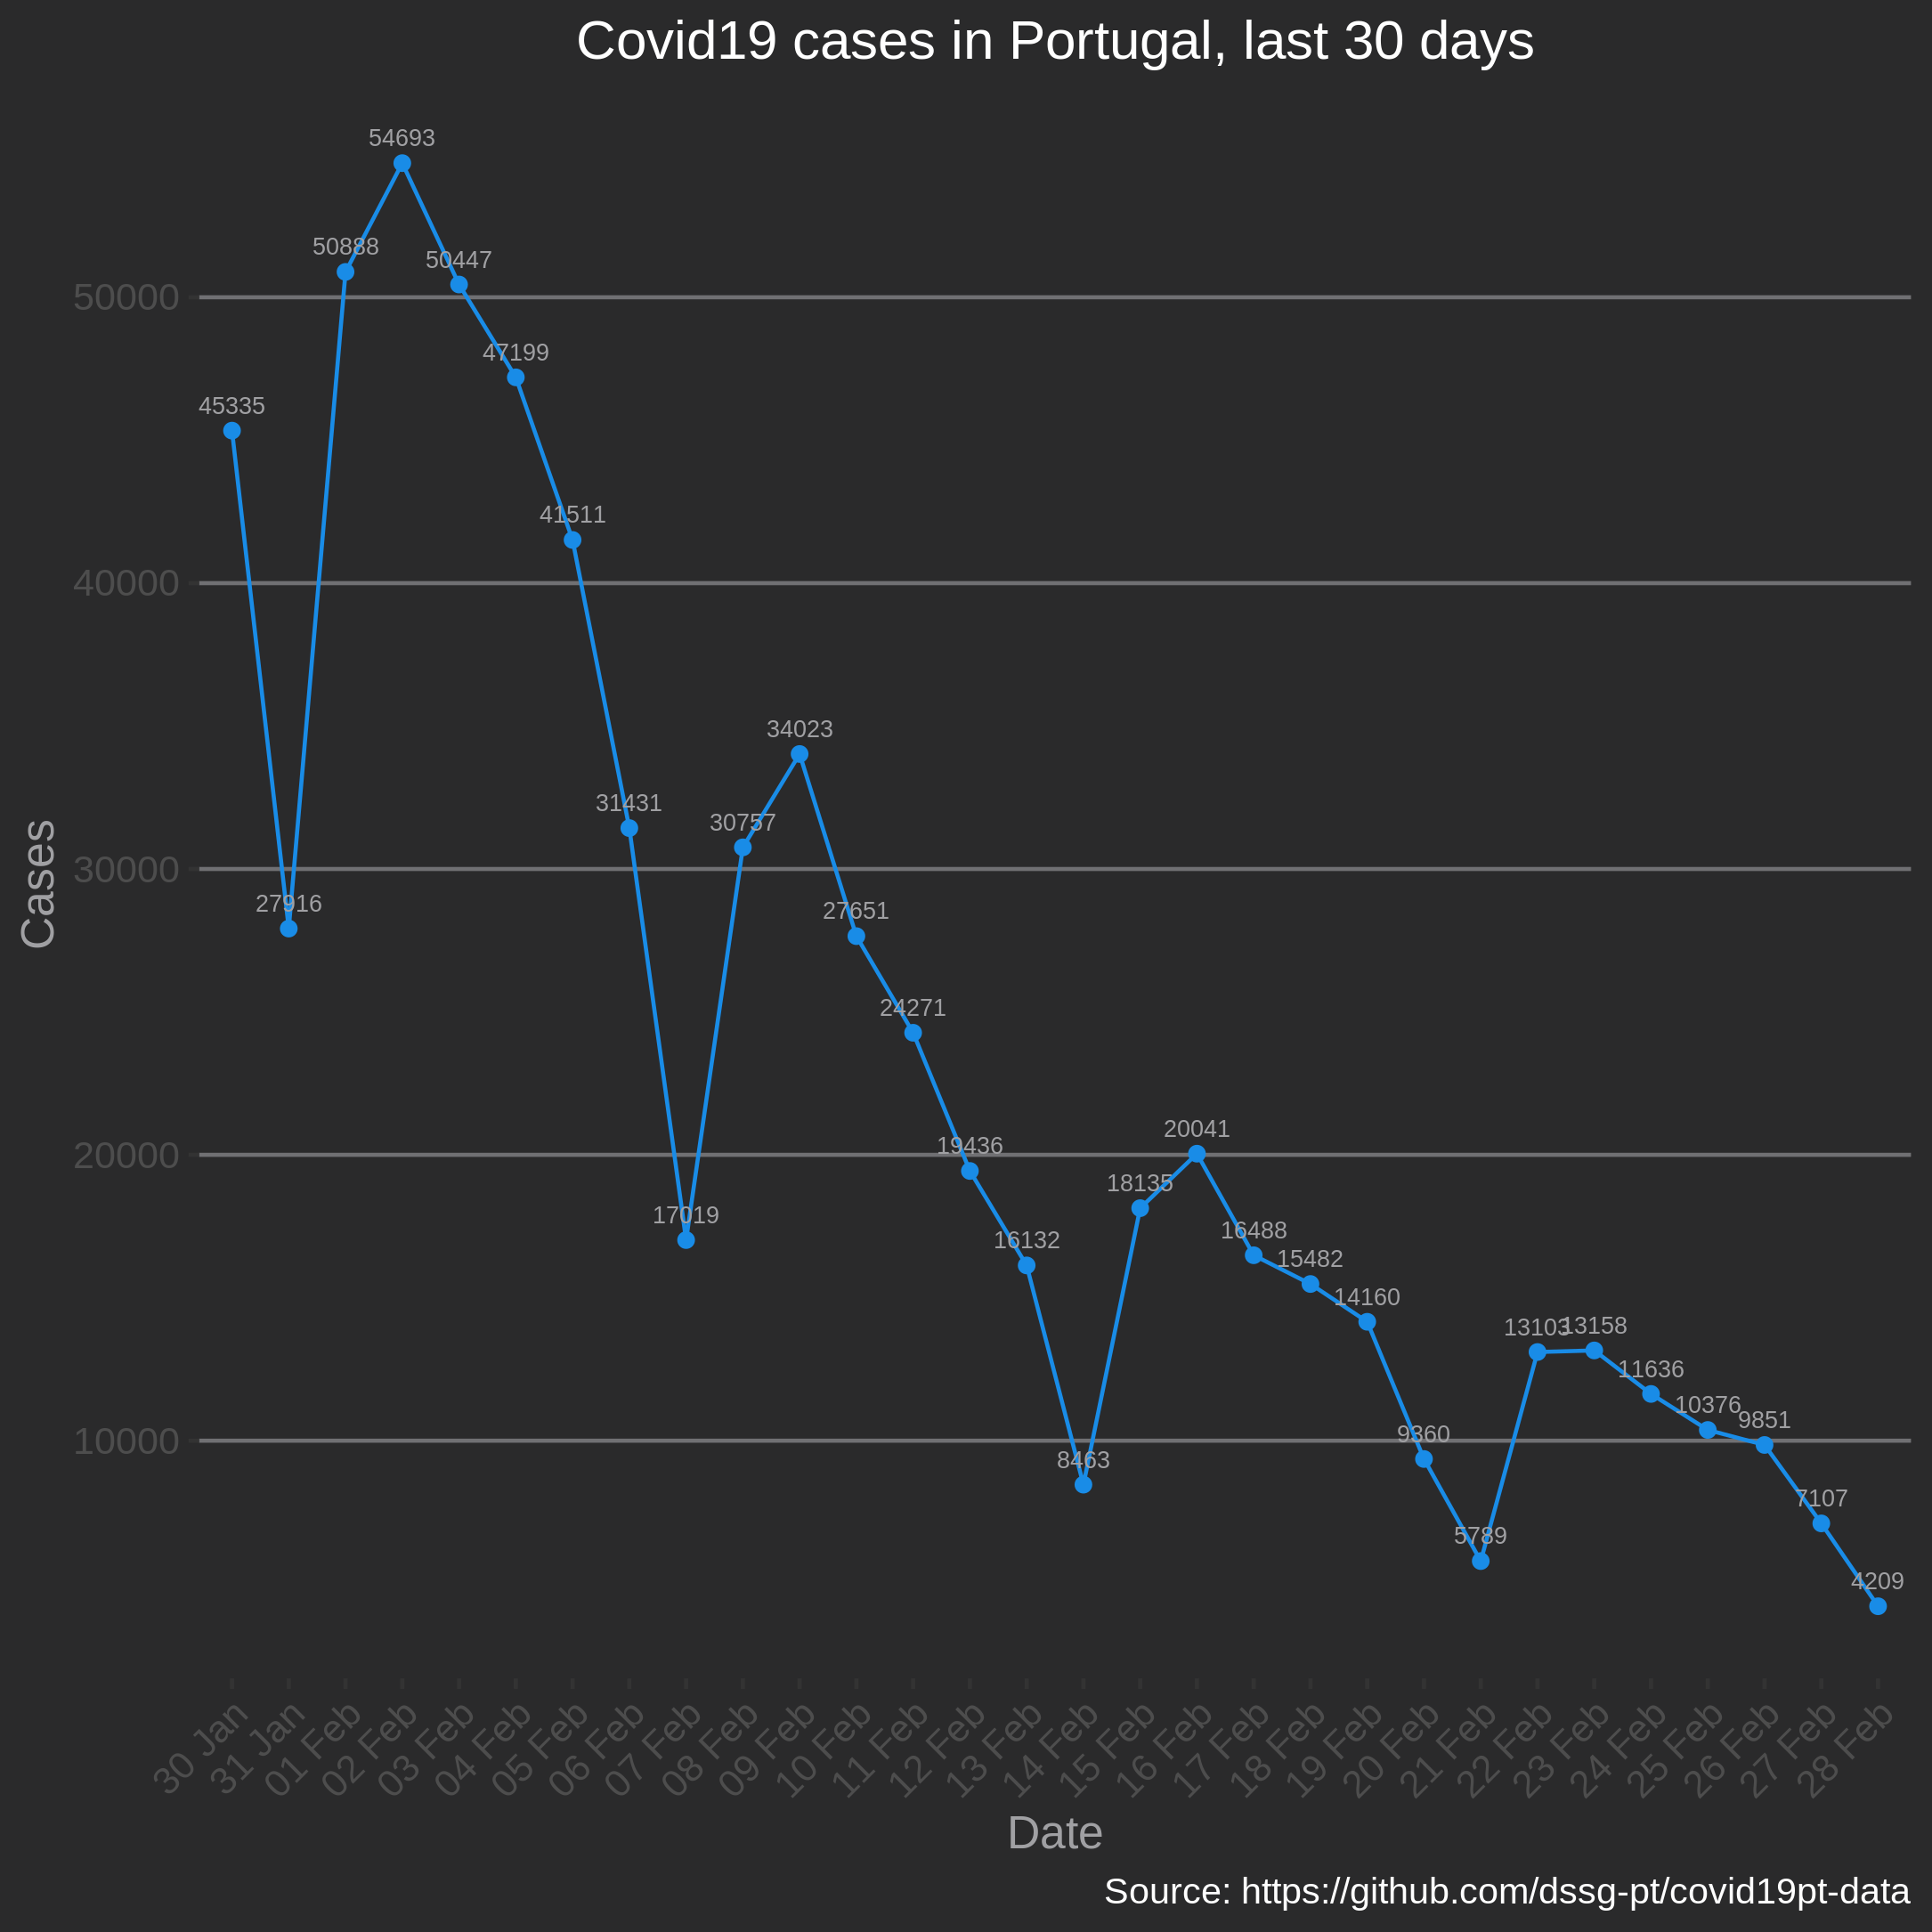 Covid19 cases in Portugal, last 30 days
54693
50888
50447
50000
47199
45335
41511
40000
34023
31431
30757
30000
27916
27651
24271
20041
20000
19436
18135
17019
16488
16132
15482
14160
13103
13158
11636
10376
9851
10000
9360
8463
7107
5789
4209
Cases
30 Jan
31 Jan
01 Feb
02 Feb
03 Feb
04 Feb
05 Feb
06 Feb
07 Feb
08 Feb
09 Feb
10 Feb
11 Feb
12 Feb
13 Feb
14 Feb
15 Feb
16 Feb
17 Feb
18 Feb
19 Feb
20 Feb
21 Feb
22 Feb
23 Feb
24 Feb
25 Feb
26 Feb
27 Feb
28 Feb
Date
Source: https://github.com/dssg-pt/covid19pt-data